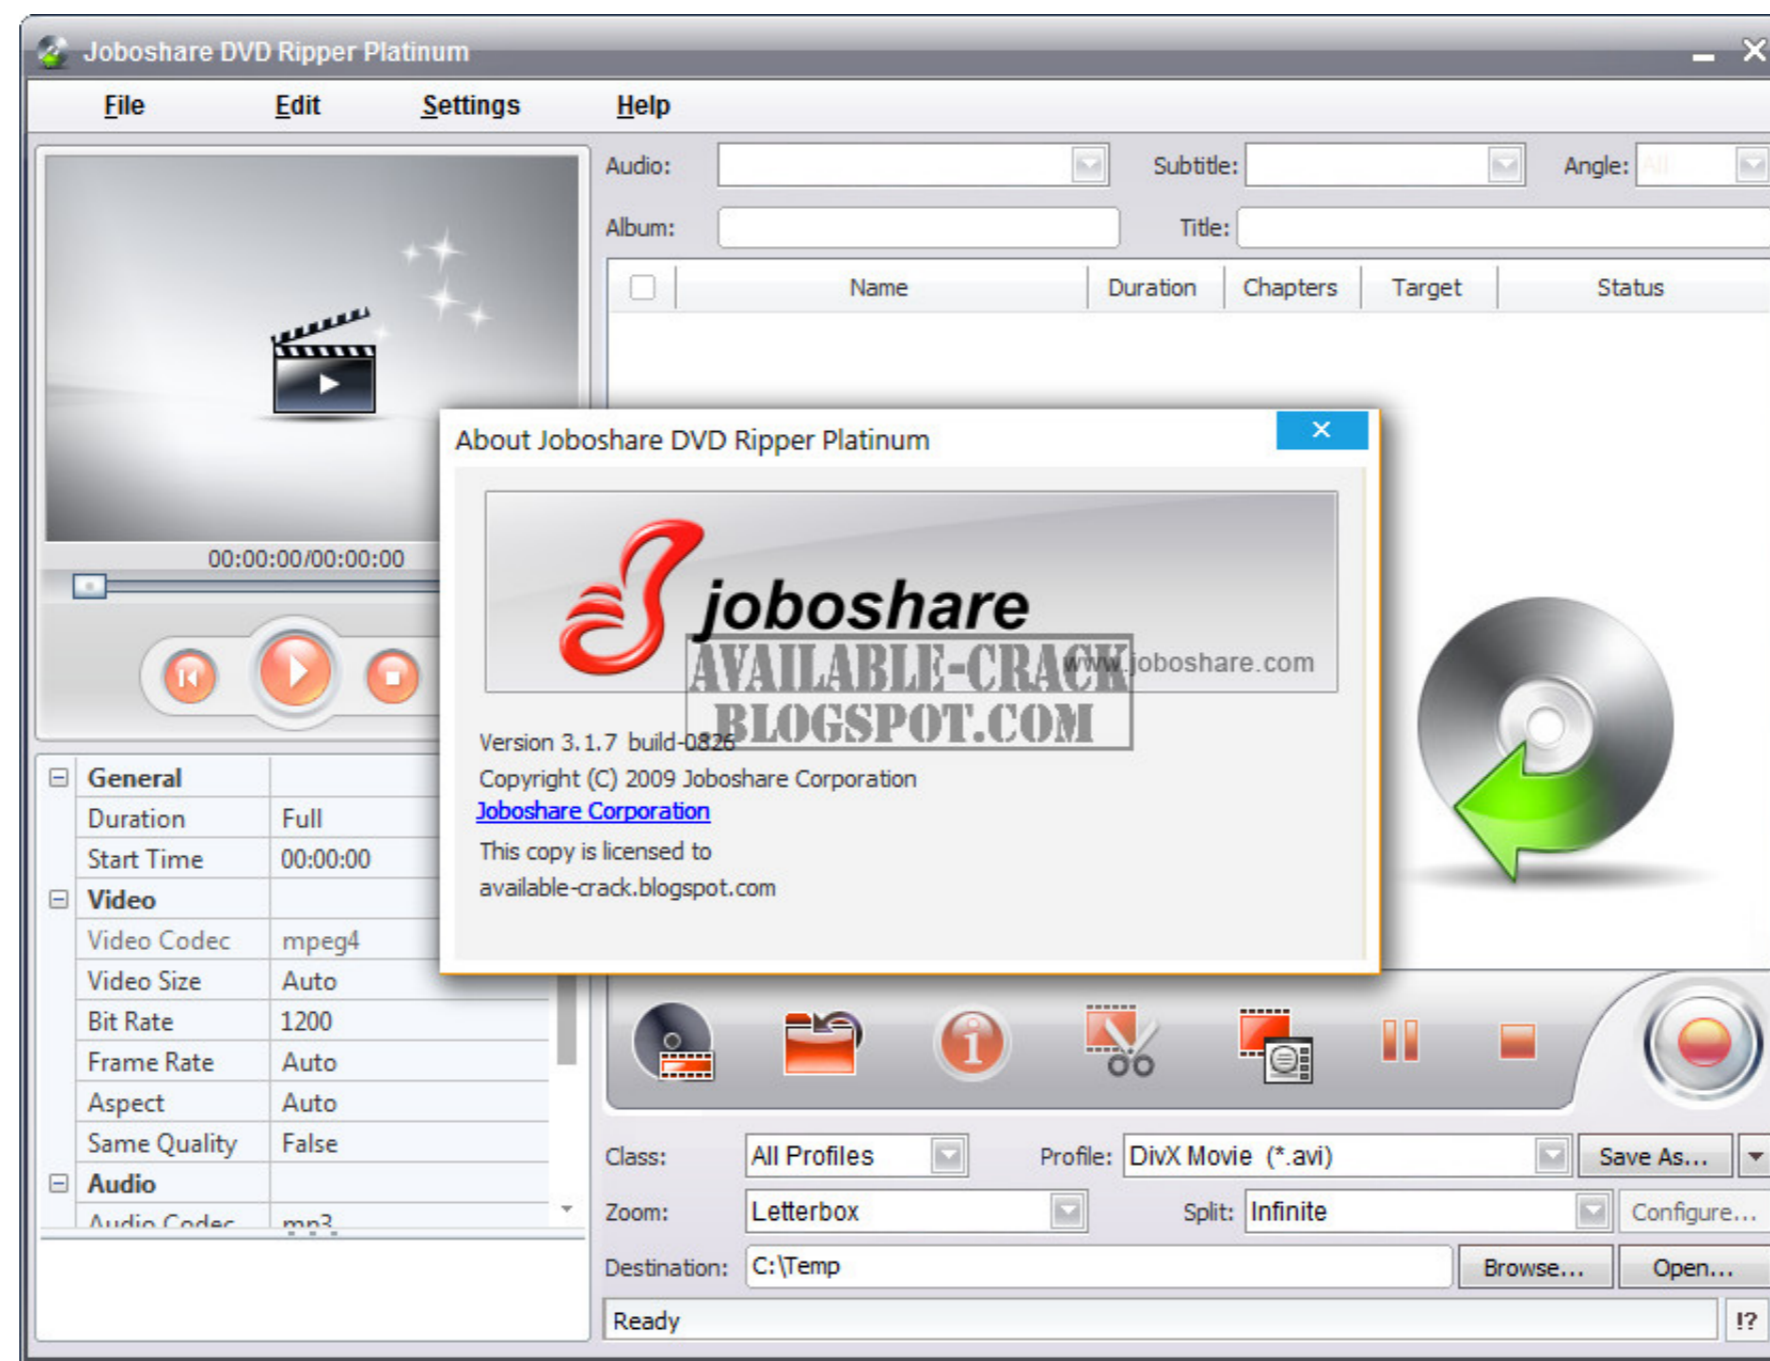 Joboshare DVD Ripper Platinum
File Edit Settings Help
Audio: Subtitle: Angle: All
Album: Title:
Name Duration Chapters Target Status
00:00:00/00:00:00
About Joboshare DVD Ripper Platinum
joboshare
www.joboshare.com
AVAILABLE-CRACK
BLOGSPOT.COM
Version 3.1.7 build-0826
Copyright (C) 2009 Joboshare Corporation
Joboshare Corporation
This copy is licensed to
available-crack.blogspot.com
General
Duration Full
Start Time 00:00:00
Video
Video Codec mpeg4
Video Size Auto
Bit Rate 1200
Frame Rate Auto
Aspect Auto
Same Quality False
Audio
Audio Codec mp3
Class: All Profiles Profile: DivX Movie (*.avi) Save As...
Zoom: Letterbox Split: Infinite Configure...
Destination: C:\Temp Browse... Open...
Ready !?